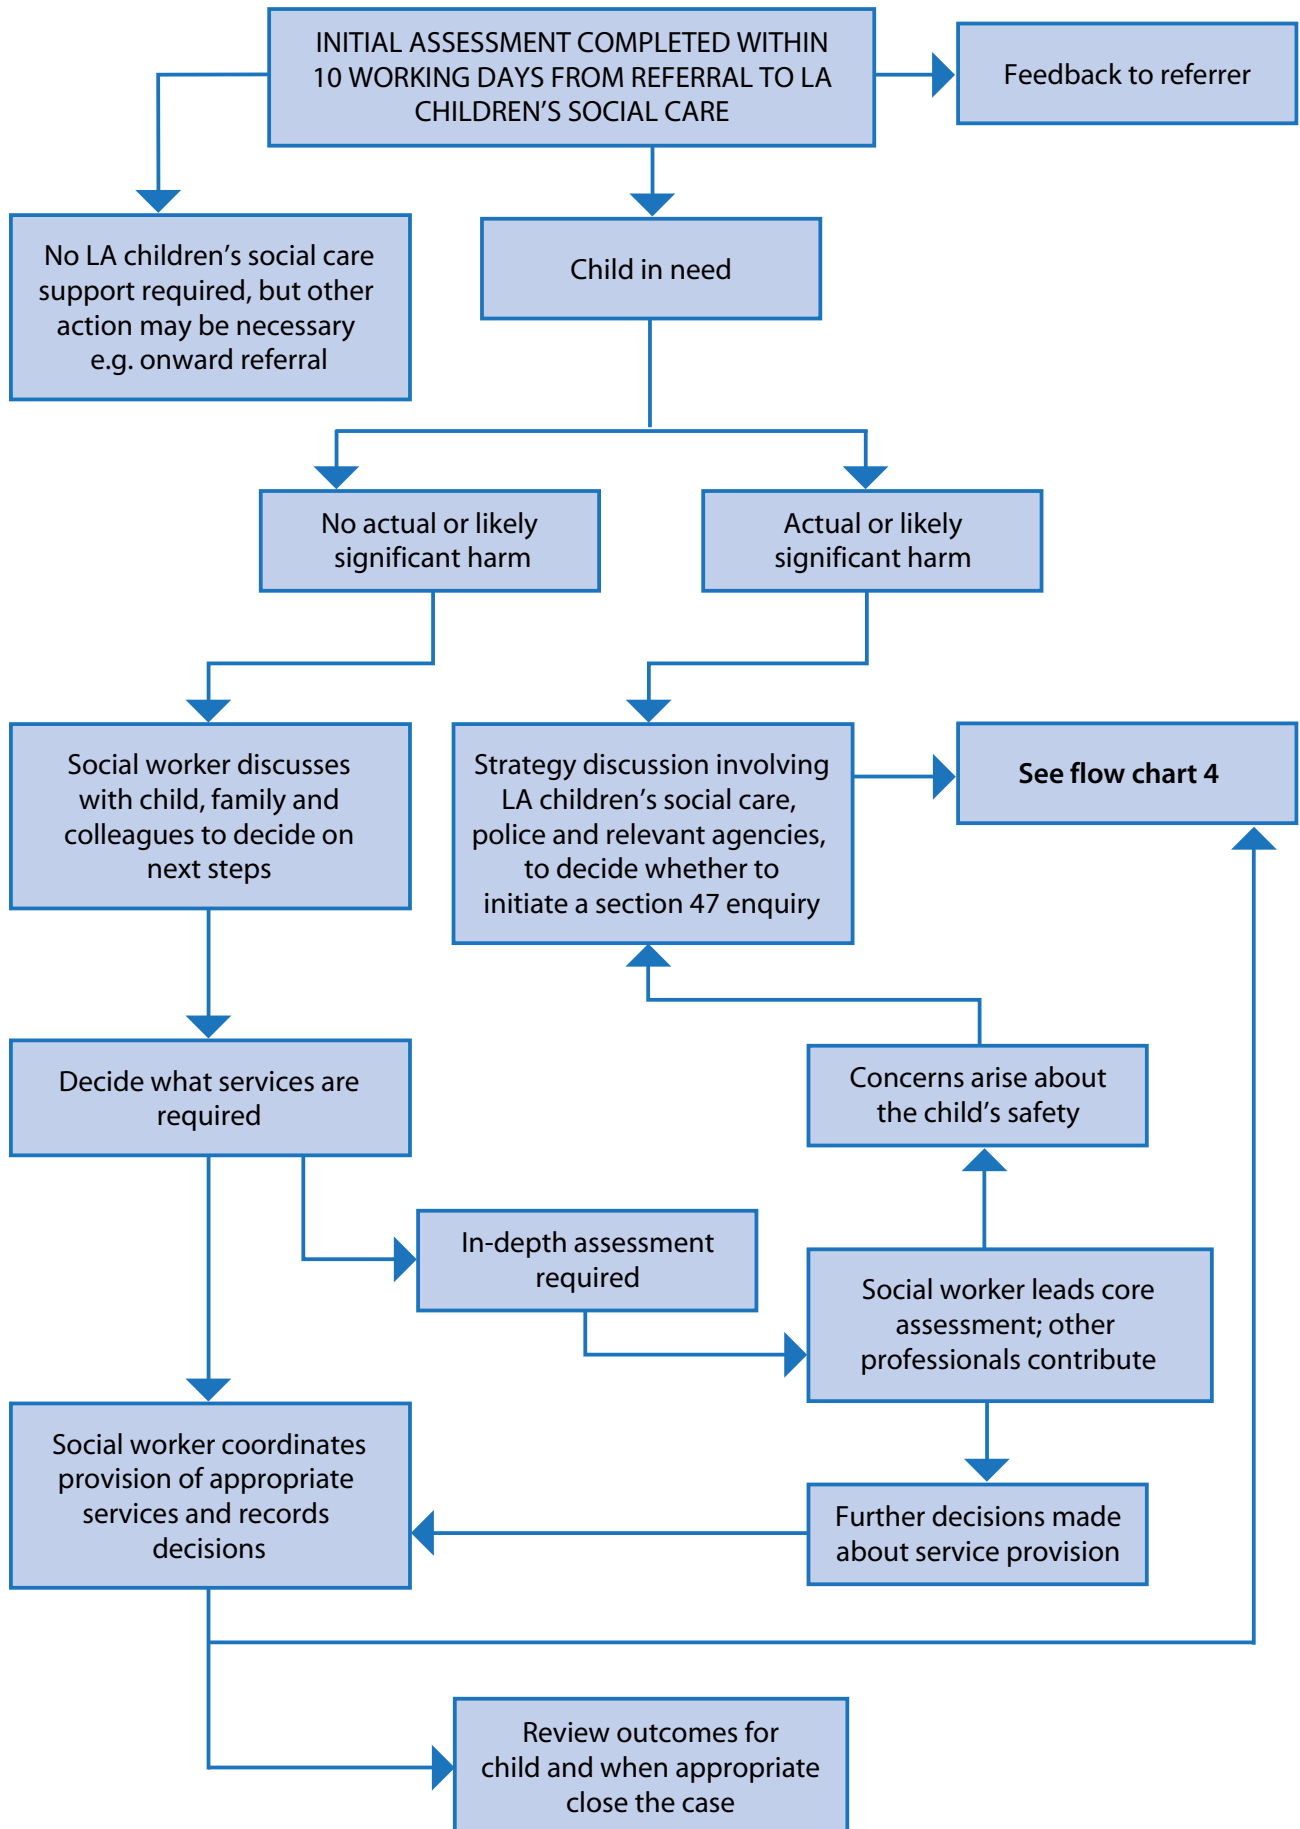 INITIAL ASSESSMENT COMPLETED WITHIN
10 WORKING DAYS FROM REFERRAL TO LA
CHILDREN’S SOCIAL CARE
Feedback to referrer
No LA children’s social care
support required, but other
action may be necessary
e.g. onward referral
Child in need
No actual or likely
significant harm
Actual or likely
significant harm
Social worker discusses
with child, family and
colleagues to decide on
next steps
Strategy discussion involving
LA children’s social care,
police and relevant agencies,
to decide whether to
initiate a section 47 enquiry
See flow chart 4
Decide what services are
required
Concerns arise about
the child’s safety
In-depth assessment
required
Social worker leads core
assessment; other
professionals contribute
Social worker coordinates
provision of appropriate
services and records
decisions
Further decisions made
about service provision
Review outcomes for
child and when appropriate
close the case